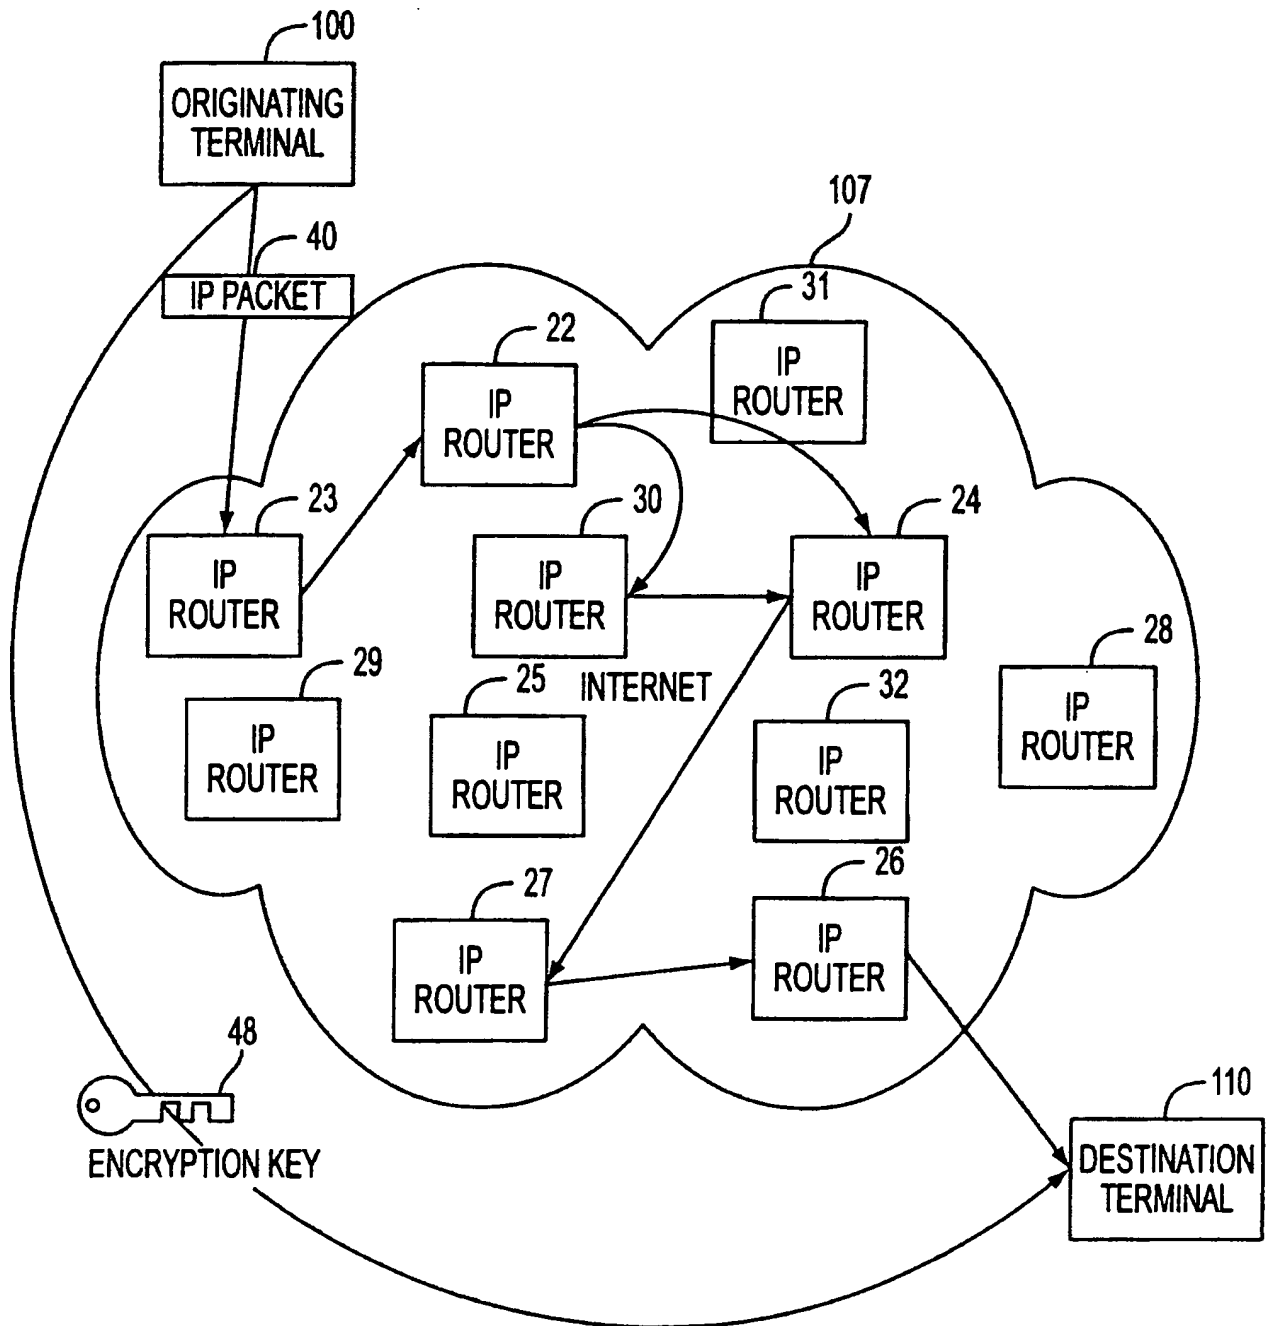 100
ORIGINATING
TERMINAL
107
40
IP PACKET
31
IP
ROUTER
22
IP
ROUTER
23
IP
ROUTER
30
IP
ROUTER
24
IP
ROUTER
29
IP
ROUTER
25
IP
ROUTER
INTERNET
32
IP
ROUTER
28
IP
ROUTER
27
IP
ROUTER
26
IP
ROUTER
48
ENCRYPTION KEY
110
DESTINATION
TERMINAL